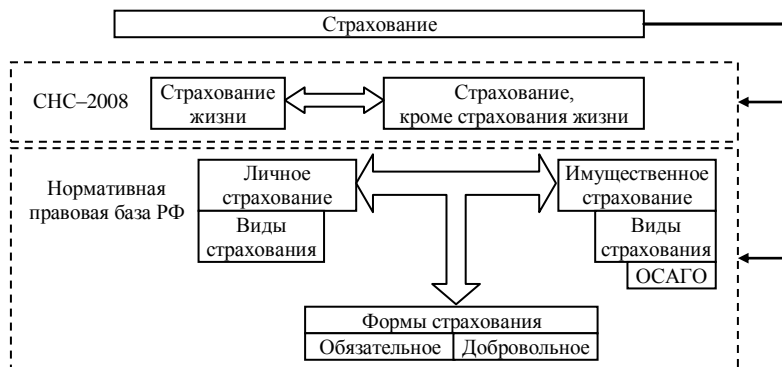 Страхование
СНС–2008
Страхование
жизни
Страхование,
кроме страхования жизни
Нормативная
правовая база РФ
Личное
страхование
Имущественное
страхование
Виды
страхования
Виды
страхования
ОСАГО
Формы страхования
Обязательное
Добровольное